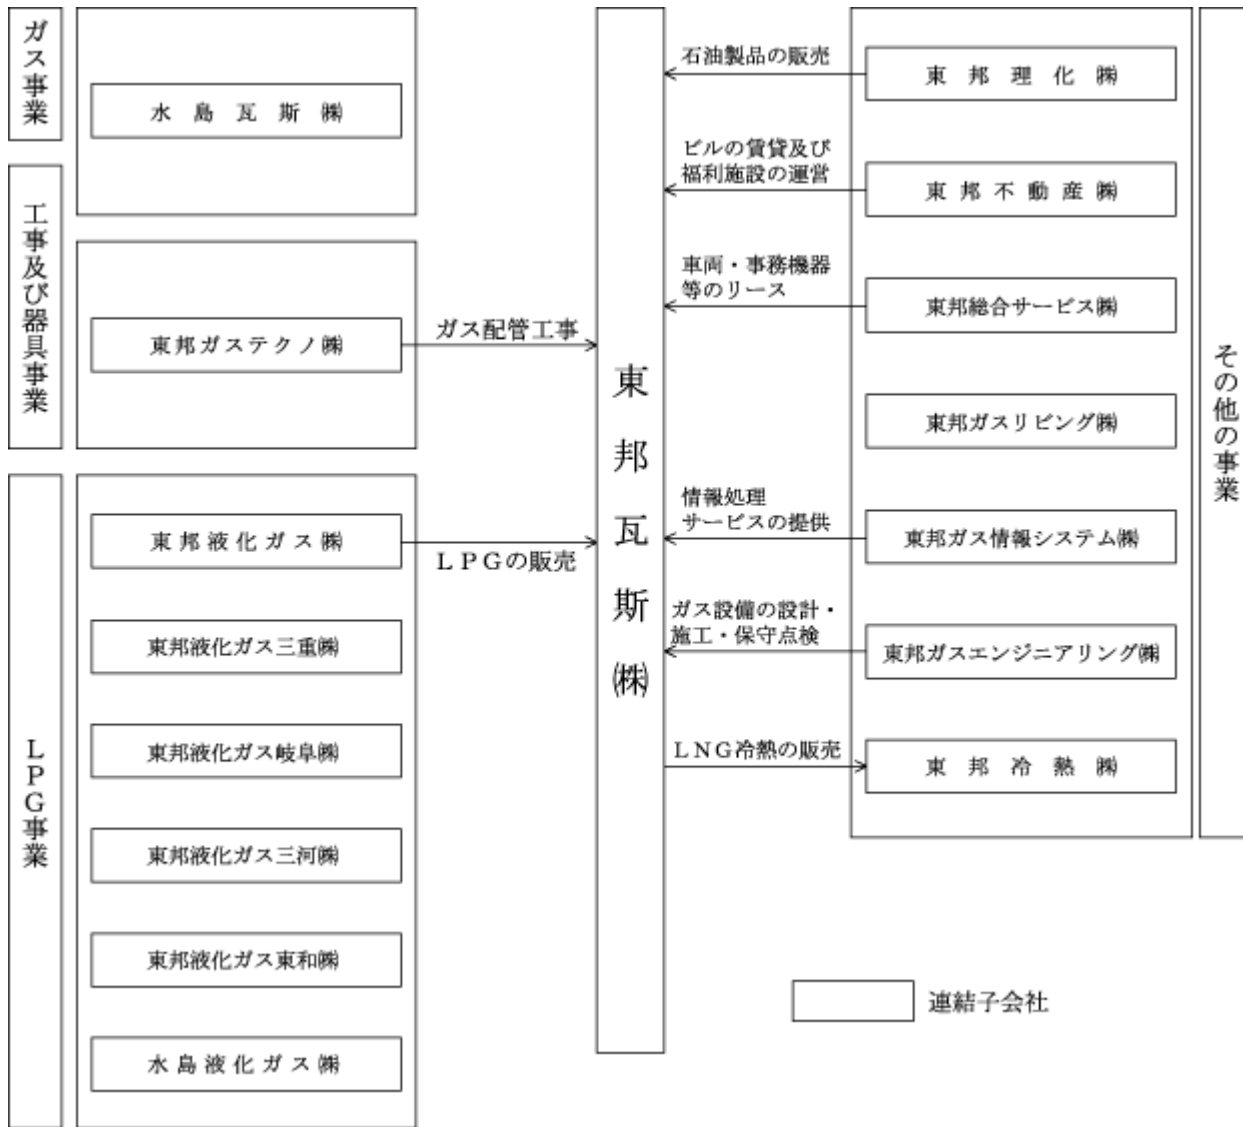 ガス事業
水島瓦斯㈱
工事及び器具事業
東邦ガステクノ㈱
ガス配管工事
LPG事業
東邦液化ガス㈱
LPGの販売
東邦液化ガス三重㈱
東邦液化ガス岐阜㈱
東邦液化ガス三河㈱
東邦液化ガス東和㈱
水島液化ガス㈱
東邦瓦斯㈱
石油製品の販売
東邦理化㈱
ビルの賃貸及び
福利施設の運営
東邦不動産㈱
車両・事務機器
等のリース
東邦総合サービス㈱
東邦ガスリビング㈱
情報処理
サービスの提供
東邦ガス情報システム㈱
ガス設備の設計・
施工・保守点検
東邦ガスエンジニアリング㈱
LNG冷熱の販売
東邦冷熱㈱
その他の事業
連結子会社